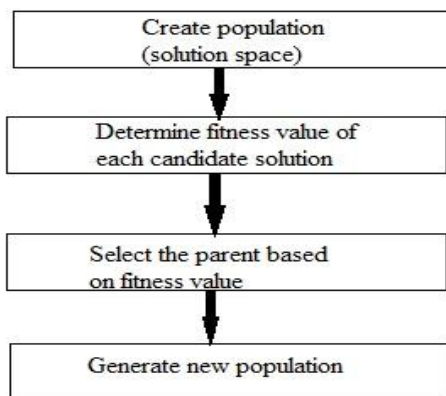 Create population
(solution space)
Determine fitness value of
each candidate solution
Select the parent based
on fitness value
Generate new population